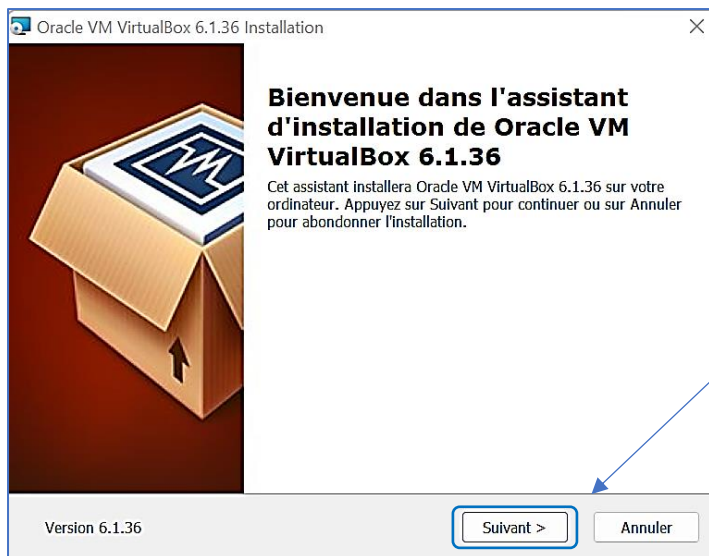 Oracle VM VirtualBox 6.1.36 Installation
Bienvenue dans l'assistant
d'installation de Oracle VM
VirtualBox 6.1.36
Cet assistant installera Oracle VM VirtualBox 6.1.36 sur votre
ordinateur. Appuyez sur Suivant pour continuer ou sur Annuler
pour abondonner l'installation.
Version 6.1.36
Suivant >
Annuler